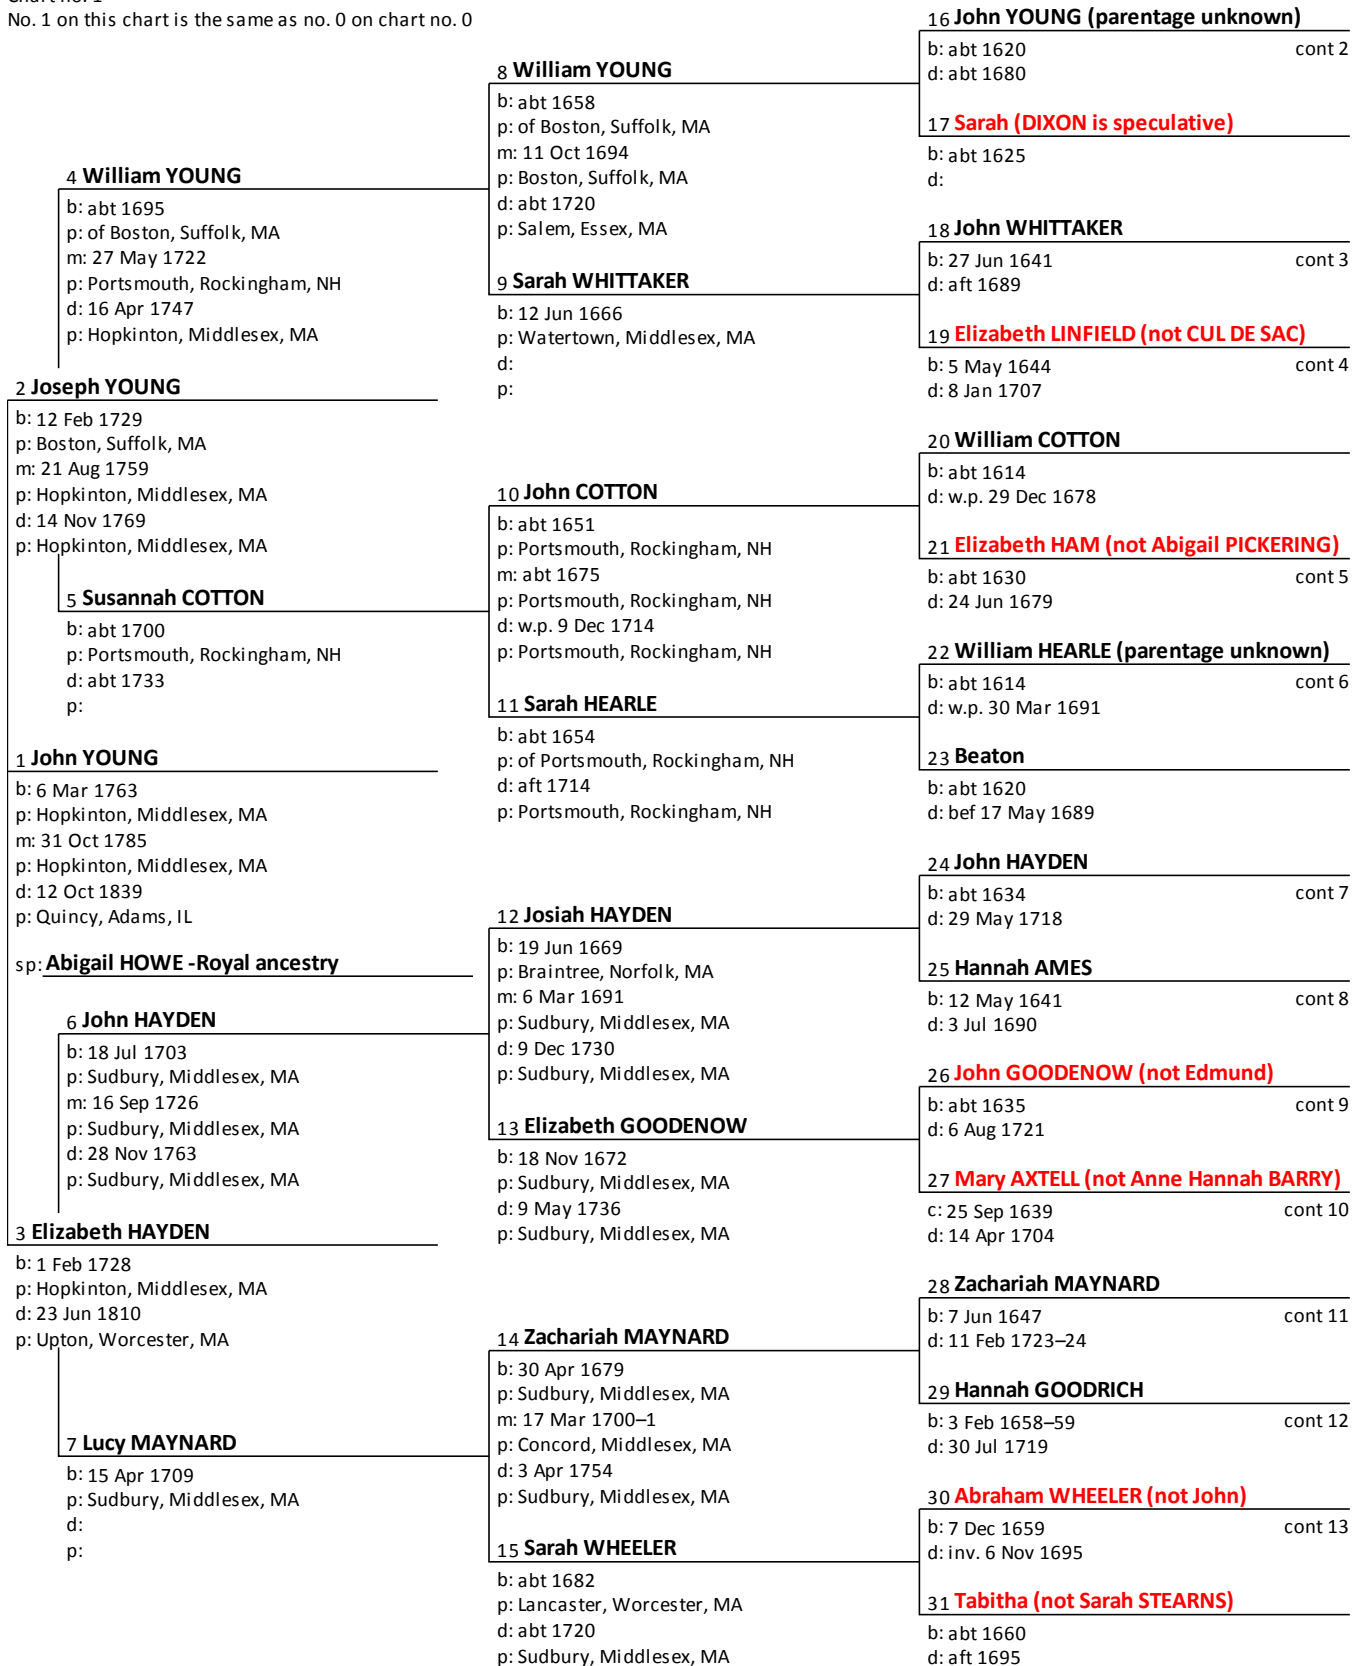 No. 1 on this chart is the same as no. 0 on chart no. 0
4 William YOUNG
b: abt 1695
p: of Boston, Suffolk, MA
m: 27 May 1722
p: Portsmouth, Rockingham, NH
d: 16 Apr 1747
p: Hopkinton, Middlesex, MA
2 Joseph YOUNG
b: 12 Feb 1729
p: Boston, Suffolk, MA
m: 21 Aug 1759
p: Hopkinton, Middlesex, MA
d: 14 Nov 1769
p: Hopkinton, Middlesex, MA
5 Susannah COTTON
b: abt 1700
p: Portsmouth, Rockingham, NH
d: abt 1733
p:
1 John YOUNG
b: 6 Mar 1763
p: Hopkinton, Middlesex, MA
m: 31 Oct 1785
p: Hopkinton, Middlesex, MA
d: 12 Oct 1839
p: Quincy, Adams, IL
sp: Abigail HOWE -Royal ancestry
6 John HAYDEN
b: 18 Jul 1703
p: Sudbury, Middlesex, MA
m: 16 Sep 1726
p: Sudbury, Middlesex, MA
d: 28 Nov 1763
p: Sudbury, Middlesex, MA
3 Elizabeth HAYDEN
b: 1 Feb 1728
p: Hopkinton, Middlesex, MA
d: 23 Jun 1810
p: Upton, Worcester, MA
7 Lucy MAYNARD
b: 15 Apr 1709
p: Sudbury, Middlesex, MA
d:
p:
8 William YOUNG
b: abt 1658
p: of Boston, Suffolk, MA
m: 11 Oct 1694
p: Boston, Suffolk, MA
d: abt 1720
p: Salem, Essex, MA
9 Sarah WHITTAKER
b: 12 Jun 1666
p: Watertown, Middlesex, MA
d:
p:
10 John COTTON
b: abt 1651
p: Portsmouth, Rockingham, NH
m: abt 1675
p: Portsmouth, Rockingham, NH
d: w.p. 9 Dec 1714
p: Portsmouth, Rockingham, NH
11 Sarah HEARLE
b: abt 1654
p: of Portsmouth, Rockingham, NH
d: aft 1714
p: Portsmouth, Rockingham, NH
12 Josiah HAYDEN
b: 19 Jun 1669
p: Braintree, Norfolk, MA
m: 6 Mar 1691
p: Sudbury, Middlesex, MA
d: 9 Dec 1730
p: Sudbury, Middlesex, MA
13 Elizabeth GOODENOW
b: 18 Nov 1672
p: Sudbury, Middlesex, MA
d: 9 May 1736
p: Sudbury, Middlesex, MA
14 Zachariah MAYNARD
b: 30 Apr 1679
p: Sudbury, Middlesex, MA
m: 17 Mar 1700–1
p: Concord, Middlesex, MA
d: 3 Apr 1754
p: Sudbury, Middlesex, MA
15 Sarah WHEELER
b: abt 1682
p: Lancaster, Worcester, MA
d: abt 1720
p: Sudbury, Middlesex, MA
16 John YOUNG (parentage unknown)
b: abt 1620 cont 2
d: abt 1680
17 Sarah (DIXON is speculative)
b: abt 1625
d:
18 John WHITTAKER
b: 27 Jun 1641 cont 3
d: aft 1689
19 Elizabeth LINFIELD (not CUL DE SAC)
b: 5 May 1644 cont 4
d: 8 Jan 1707
20 William COTTON
b: abt 1614
d: w.p. 29 Dec 1678
21 Elizabeth HAM (not Abigail PICKERING)
b: abt 1630 cont 5
d: 24 Jun 1679
22 William HEARLE (parentage unknown)
b: abt 1614 cont 6
d: w.p. 30 Mar 1691
23 Beaton
b: abt 1620
d: bef 17 May 1689
24 John HAYDEN
b: abt 1634 cont 7
d: 29 May 1718
25 Hannah AMES
b: 12 May 1641 cont 8
d: 3 Jul 1690
26 John GOODENOW (not Edmund)
b: abt 1635 cont 9
d: 6 Aug 1721
27 Mary AXTELL (not Anne Hannah BARRY)
c: 25 Sep 1639 cont 10
d: 14 Apr 1704
28 Zachariah MAYNARD
b: 7 Jun 1647 cont 11
d: 11 Feb 1723–24
29 Hannah GOODRICH
b: 3 Feb 1658–59 cont 12
d: 30 Jul 1719
30 Abraham WHEELER (not John)
b: 7 Dec 1659 cont 13
d: inv. 6 Nov 1695
31 Tabitha (not Sarah STEARNS)
b: abt 1660
d: aft 1695